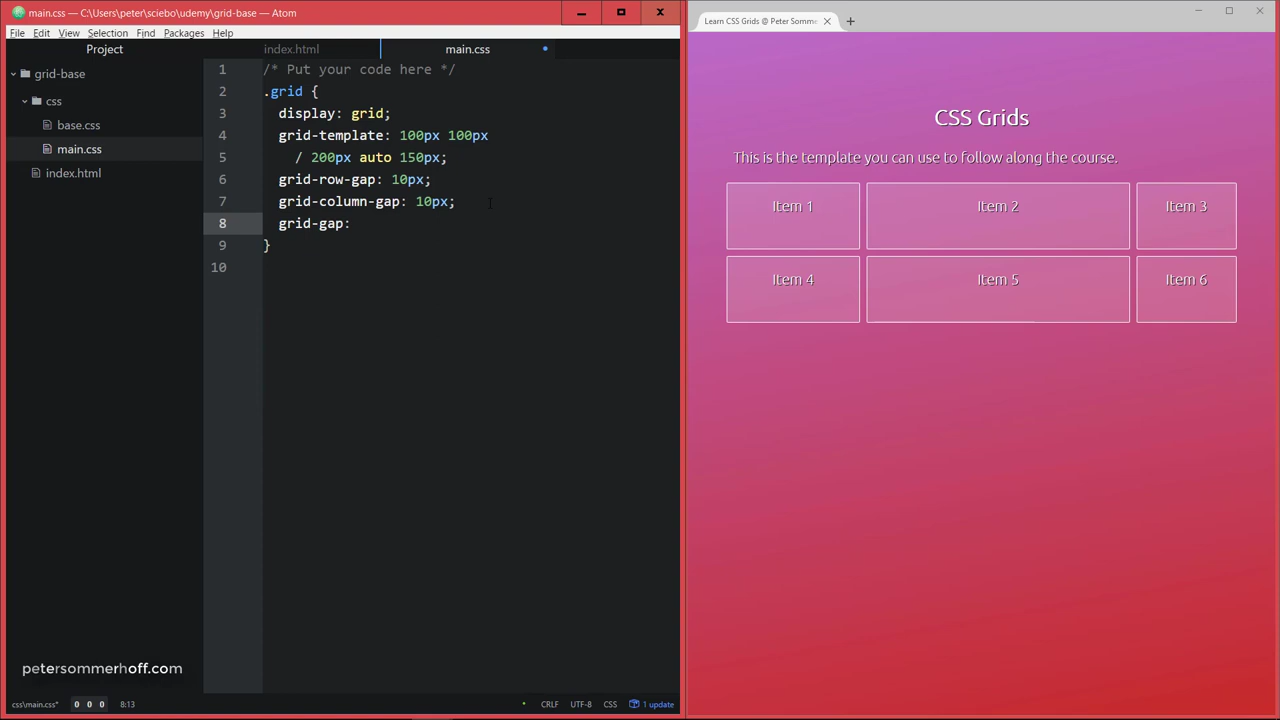 main.css — C:\Users\peter\sciebo\udemy\grid-base — Atom
File Edit View Selection Find Packages Help
Project
grid-base
css
base.css
main.css
index.html
petersommerhoff.com
index.html main.css
1 /* Put your code here */
2 .grid {
3 display: grid;
4 grid-template: 100px 100px
5 / 200px auto 150px;
6 grid-row-gap: 10px;
7 grid-column-gap: 10px;
8 grid-gap:
9 }
10
css\main.css* 0 0 0 8:13 CRLF UTF-8 CSS 1 update
Learn CSS Grids @ Peter Somme
CSS Grids
This is the template you can use to follow along the course.
Item 1 Item 2 Item 3
Item 4 Item 5 Item 6